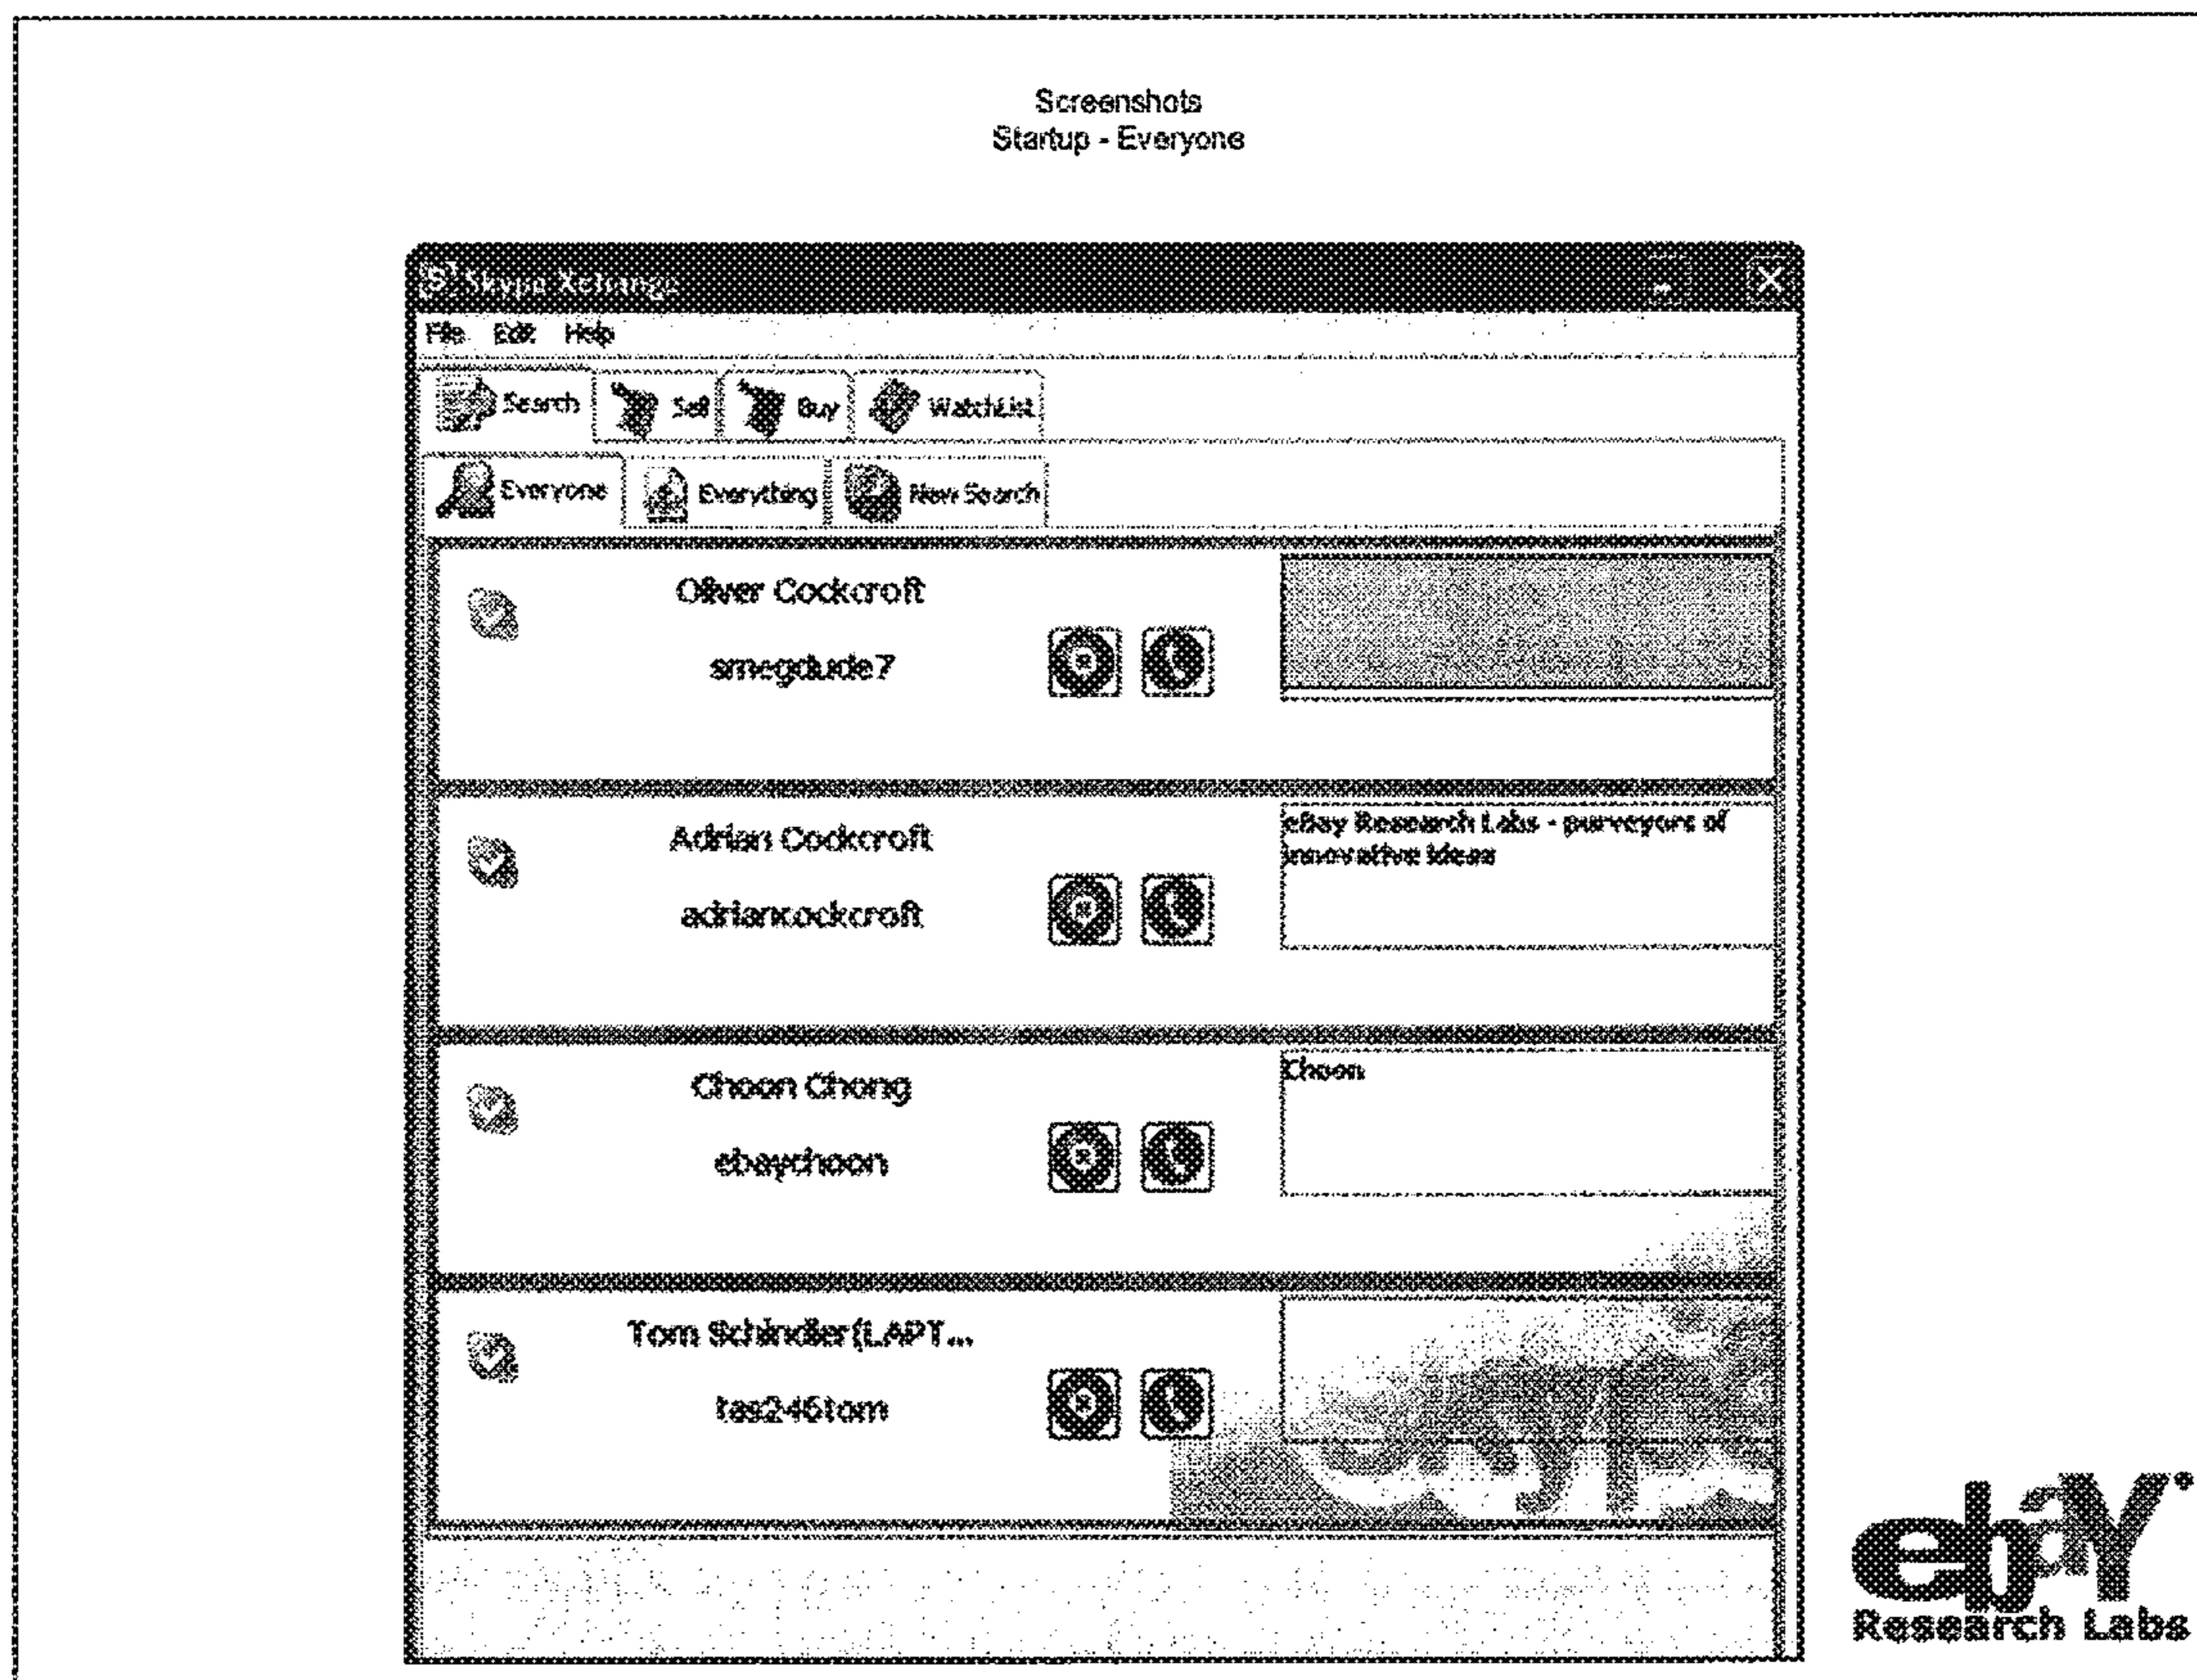 Screenshots
Startup - Everyone
Skype Xchange
File Edit Help
Search Sell Buy WatchList
Everyone Everything New Search
Oliver Cockcroft
smegdude7
Adrian Cockcroft
adriancockcroft
eBay Research Labs - purveyors of
innovative ideas
Choon Chong
ebaychoon
Choon
Tom Schindler(LAPT...
skype
ebay
Research Labs